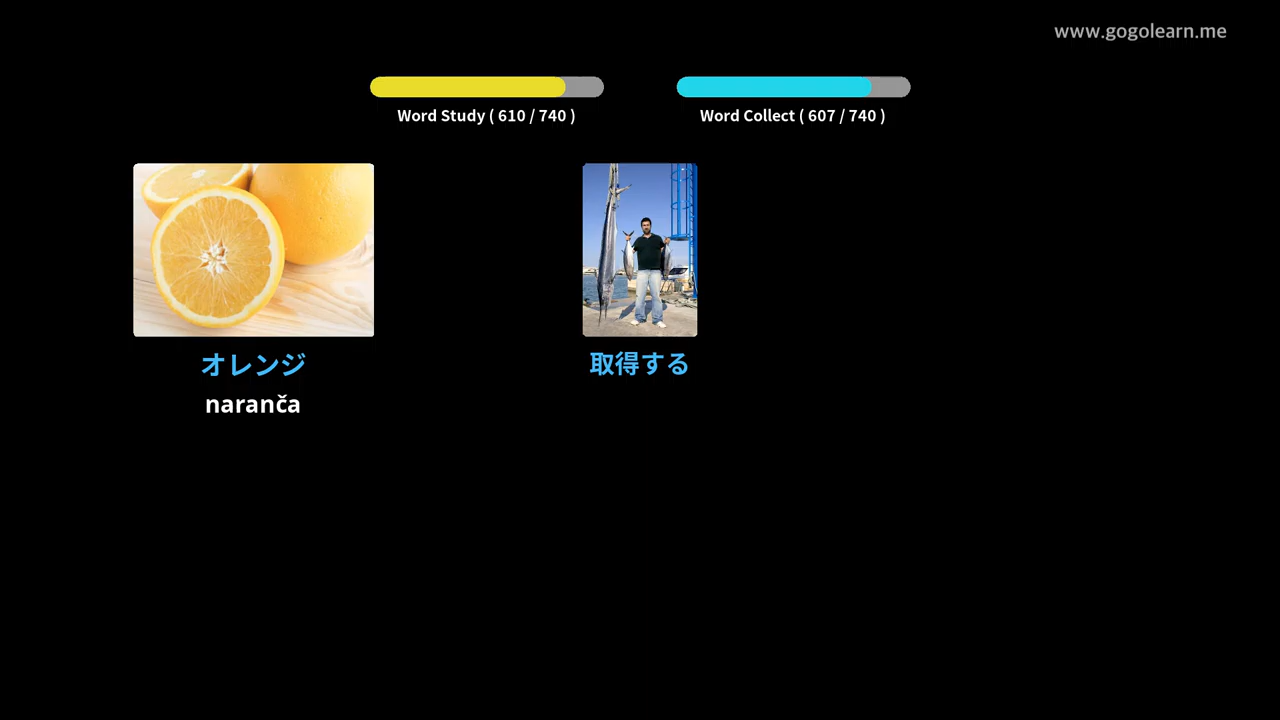 www.gogolearn.me
Word Study ( 610 / 740 )
Word Collect ( 607 / 740 )
オレンジ
naranča
取得する